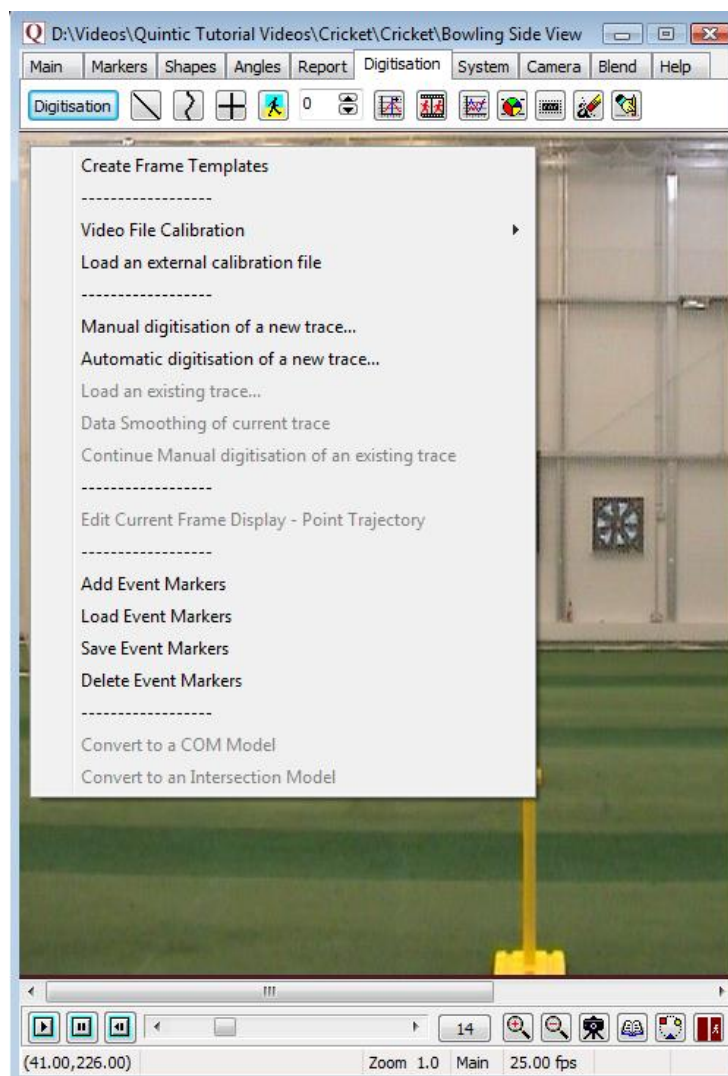 Q D:\Videos\Quintic Tutorial Videos\Cricket\Cricket\Bowling Side View
Main Markers Shapes Angles Report Digitisation System Camera Blend Help
Digitisation 0
Create Frame Templates
------------------
Video File Calibration
Load an external calibration file
------------------
Manual digitisation of a new trace...
Automatic digitisation of a new trace...
Load an existing trace...
Data Smoothing of current trace
Continue Manual digitisation of an existing trace
------------------
Edit Current Frame Display - Point Trajectory
------------------
Add Event Markers
Load Event Markers
Save Event Markers
Delete Event Markers
------------------
Convert to a COM Model
Convert to an Intersection Model
14
(41.00,226.00) Zoom 1.0 Main 25.00 fps